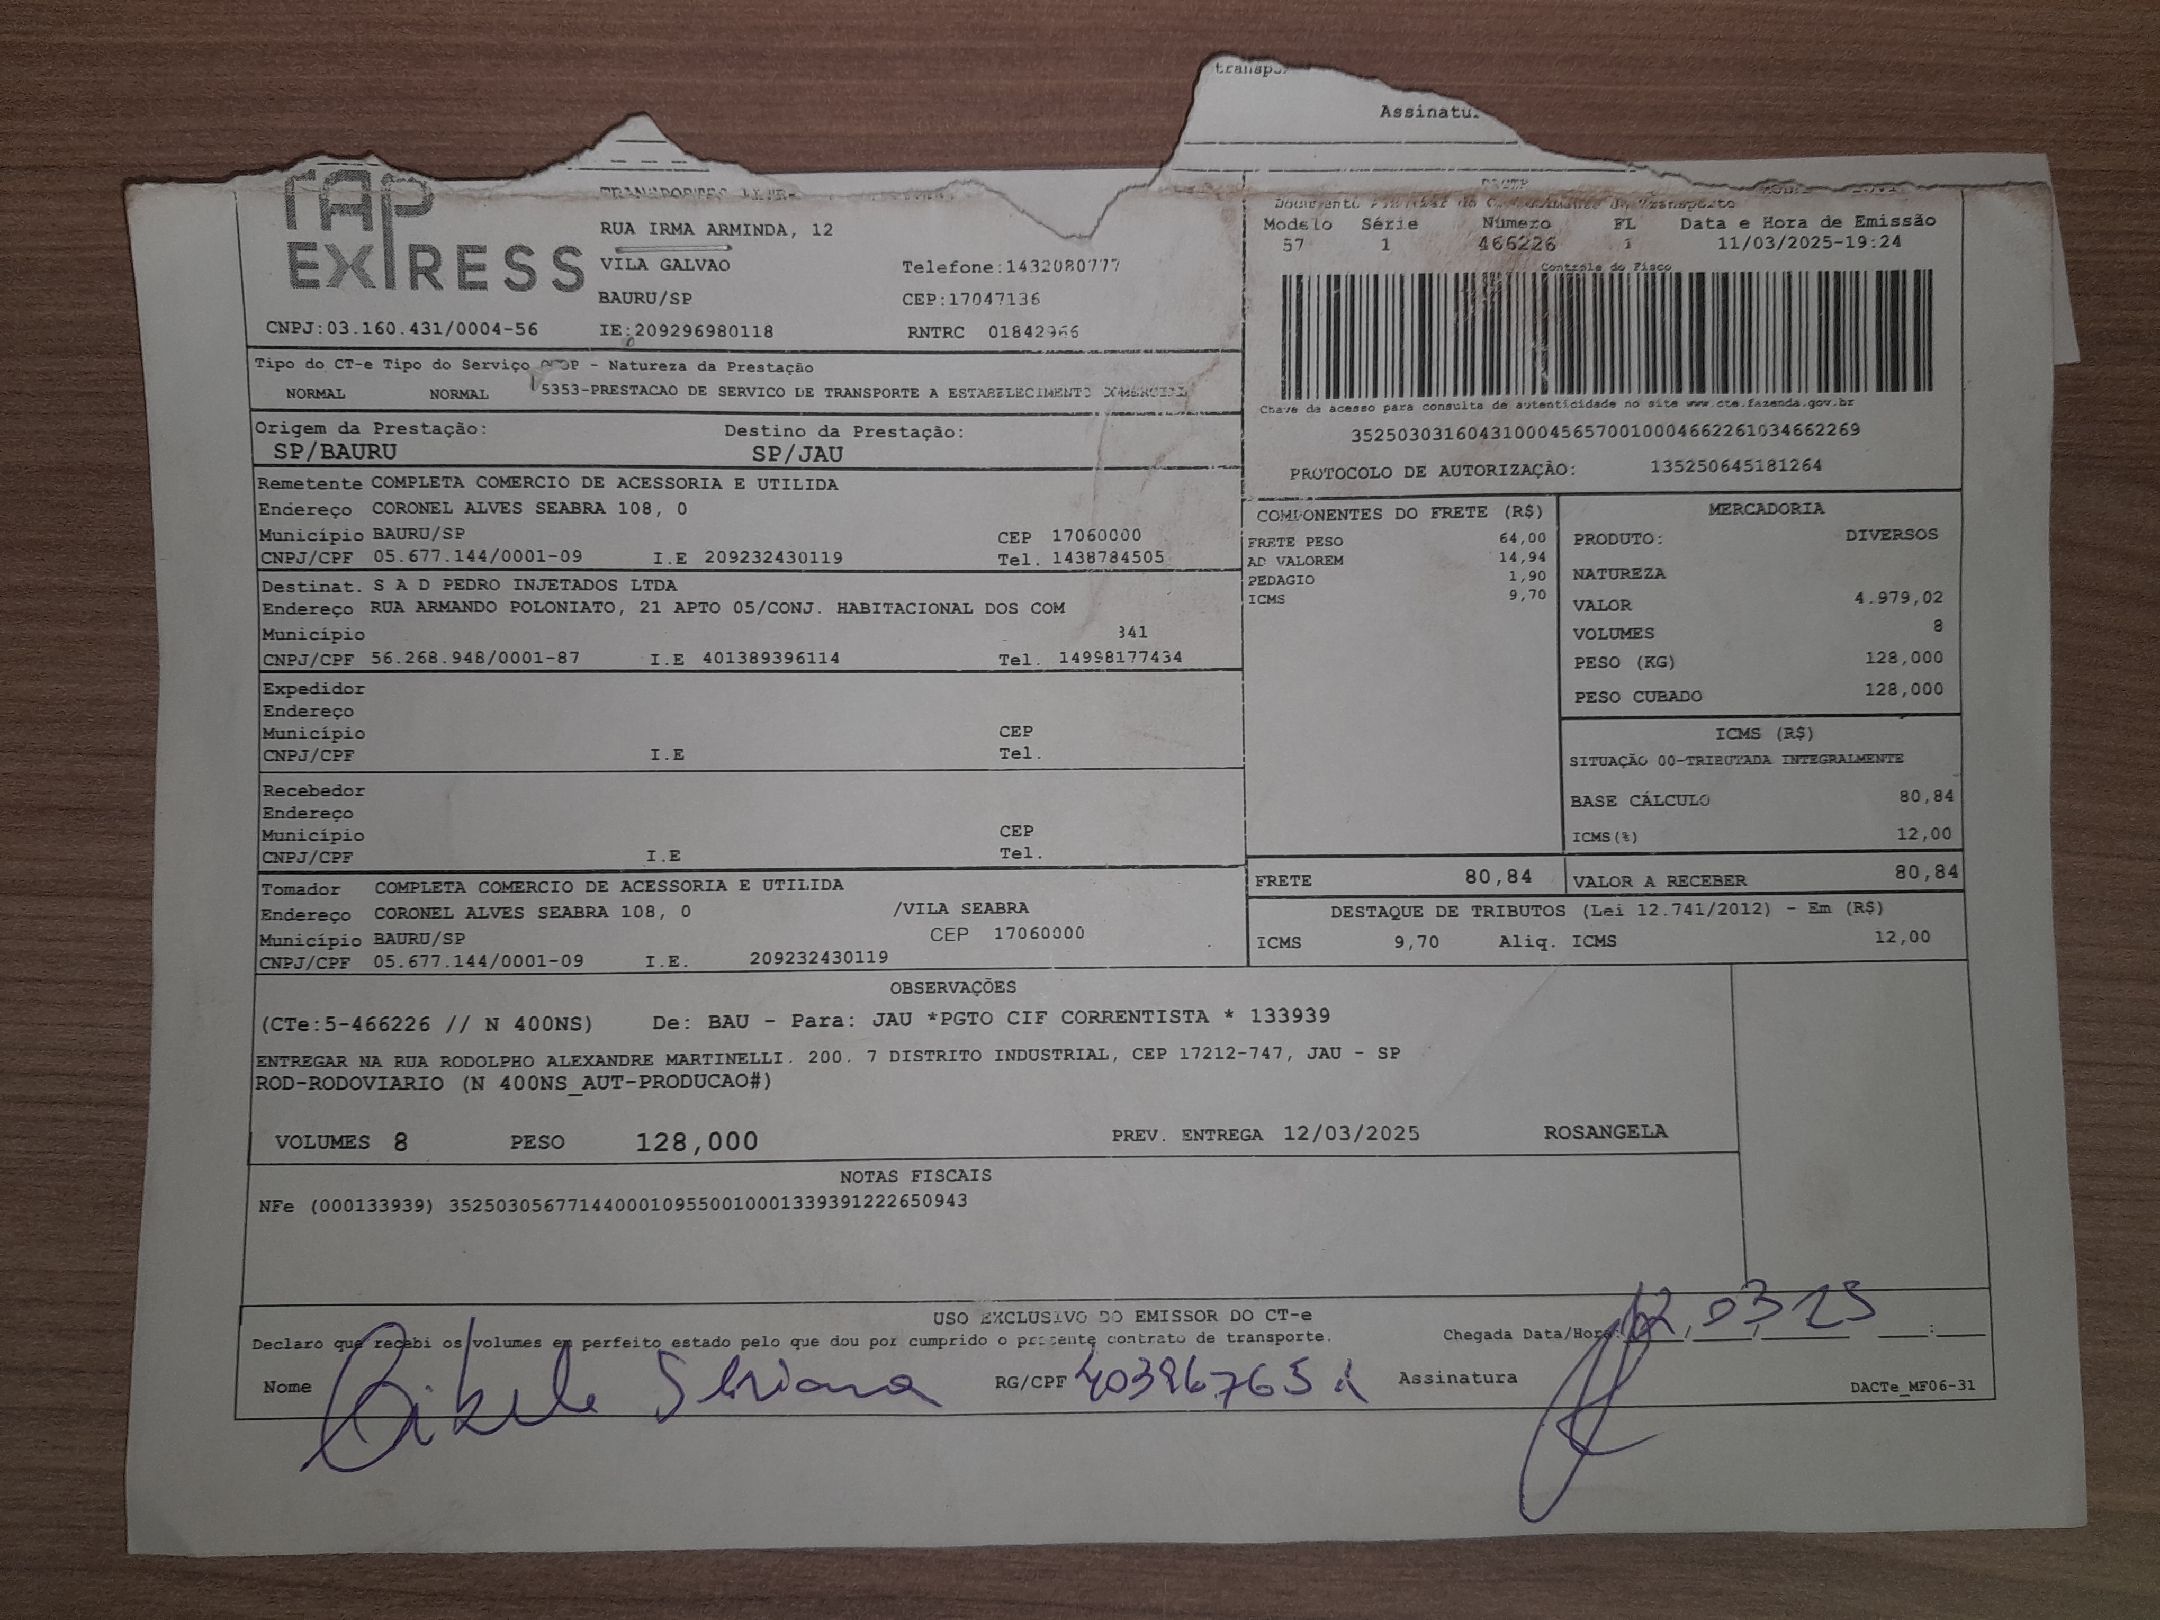 Assinatu
TAP
EXPRESS
RUA IRMA ARMINDA, 12
VILA GALVAO
Telefone:1432080777
BAURU/SP
CEP:17047136
CNPJ:03.160.431/0004-56
IE:209296980118
RNTRC 01842966
Modelo Série Número FL Data e Hora de Emissão
57 1 466226 1 11/03/2025-19:24
Controle do Fisco
Chave de acesso para consulta de autenticidade no site www.cte.fazenda.gov.br
35250303160431000456570010004662261034662269
PROTOCOLO DE AUTORIZAÇÃO: 135250645181264
Tipo do CT-e Tipo do Serviço - Natureza da Prestação
NORMAL NORMAL 5353-PRESTACAO DE SERVICO DE TRANSPORTE A ESTABELECIMENTO COMERCIAL
Origem da Prestação: Destino da Prestação:
SP/BAURU SP/JAU
Remetente COMPLETA COMERCIO DE ACESSORIA E UTILIDA
Endereço CORONEL ALVES SEABRA 108, 0
Município BAURU/SP CEP 17060000
CNPJ/CPF 05.677.144/0001-09 I.E 209232430119 Tel. 1438784505
Destinat. S A D PEDRO INJETADOS LTDA
Endereço RUA ARMANDO POLONIATO, 21 APTO 05/CONJ. HABITACIONAL DOS COM
Município 341
CNPJ/CPF 56.268.948/0001-87 I.E 401389396114 Tel. 14998177434
Expedidor
Endereço
Município CEP
CNPJ/CPF I.E Tel.
Recebedor
Endereço
Município CEP
CNPJ/CPF I.E Tel.
Tomador COMPLETA COMERCIO DE ACESSORIA E UTILIDA
Endereço CORONEL ALVES SEABRA 108, 0 /VILA SEABRA
Município BAURU/SP CEP 17060000
CNPJ/CPF 05.677.144/0001-09 I.E. 209232430119
COMPONENTES DO FRETE (R$)
FRETE PESO 64,00
AD VALOREM 14,94
PEDAGIO 1,90
ICMS 9,70
MERCADORIA
PRODUTO: DIVERSOS
NATUREZA
VALOR 4.979,02
VOLUMES 8
PESO (KG) 128,000
PESO CUBADO 128,000
ICMS (R$)
SITUAÇÃO 00-TRIBUTADA INTEGRALMENTE
BASE CÁLCULO 80,84
ICMS(%) 12,00
FRETE 80,84 VALOR A RECEBER 80,84
DESTAQUE DE TRIBUTOS (Lei 12.741/2012) - Em (R$)
ICMS 9,70 Aliq. ICMS 12,00
OBSERVAÇÕES
(CTe:5-466226 // N 400NS) De: BAU - Para: JAU *PGTO CIF CORRENTISTA * 133939
ENTREGAR NA RUA RODOLPHO ALEXANDRE MARTINELLI. 200. 7 DISTRITO INDUSTRIAL, CEP 17212-747, JAU - SP
ROD-RODOVIARIO (N 400NS_AUT-PRODUCAO#)
VOLUMES 8 PESO 128,000 PREV. ENTREGA 12/03/2025 ROSANGELA
NOTAS FISCAIS
NFe (000133939) 35250305677144000109550010001339391222650943
USO EXCLUSIVO DO EMISSOR DO CT-e
Declaro que recebi os volumes em perfeito estado pelo que dou por cumprido o presente contrato de transporte.
Chegada Data/Hora: 12/03/25 :
Nome RG/CPF Assinatura
DACTe_MF06-31